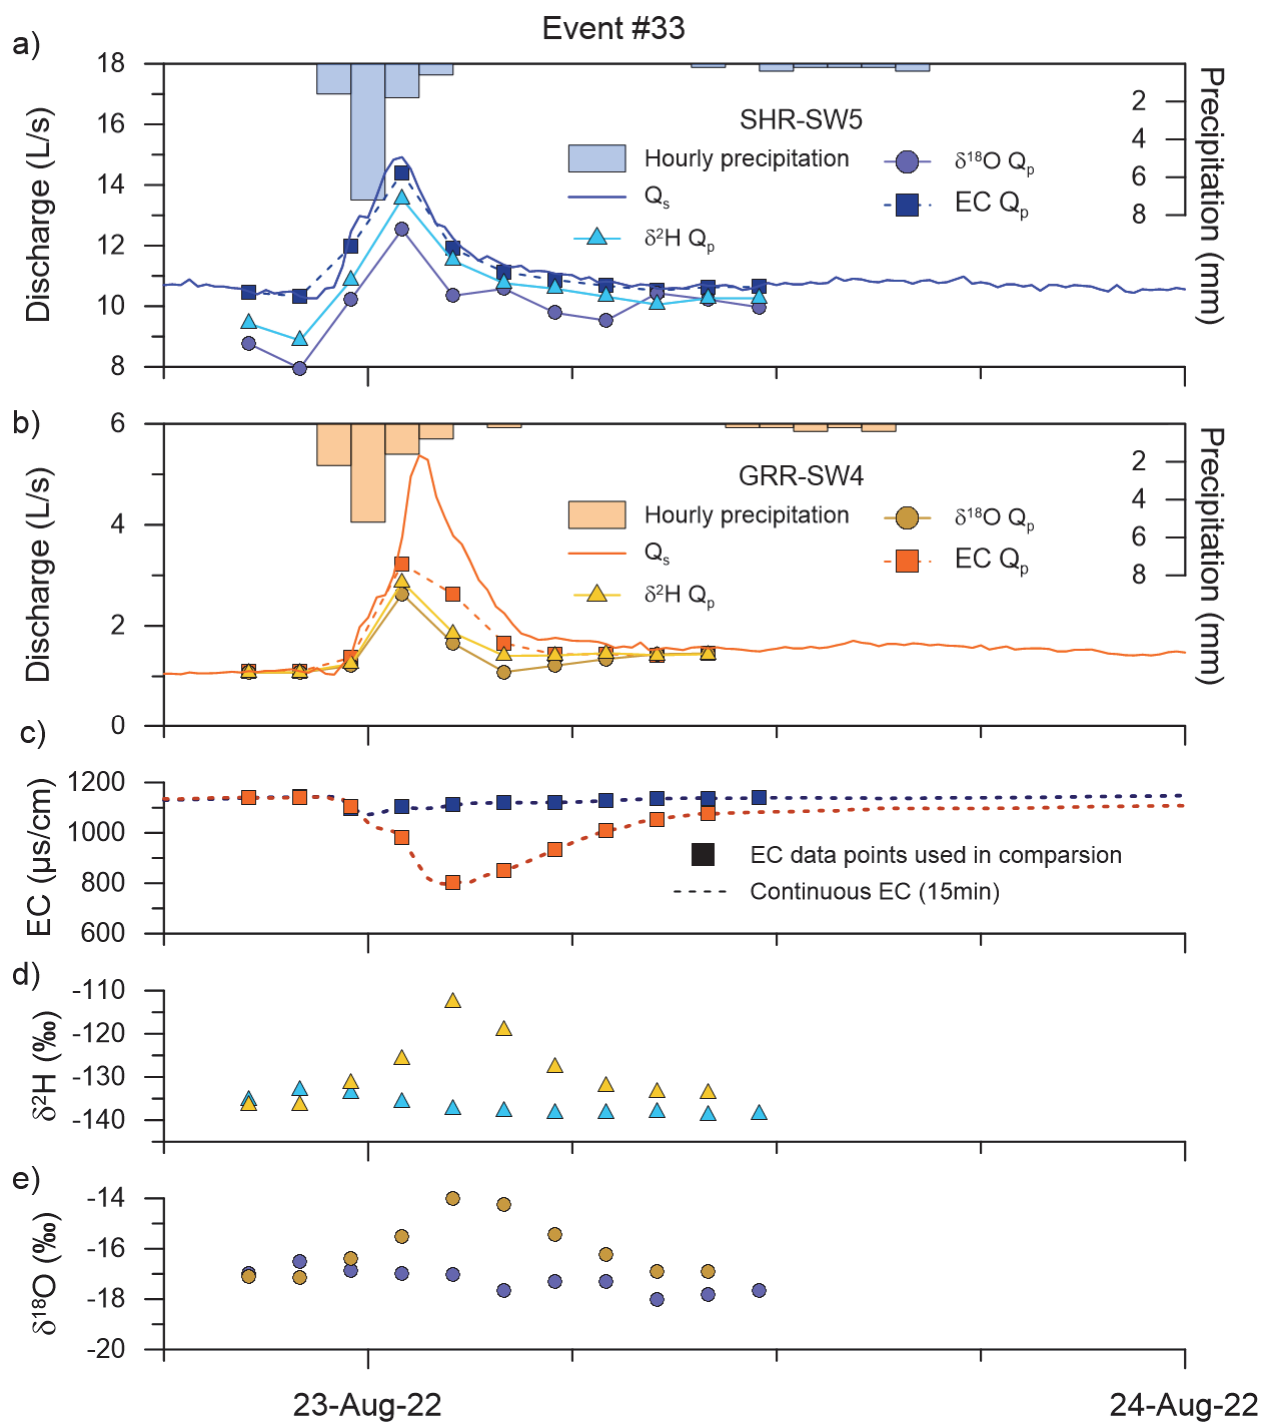 Event #33
a)
18
16
14
12
10
8
Discharge (L/s)
2
4
6
8
Precipitation (mm)
SHR-SW5
Hourly precipitation
Qs
δ2H Qp
δ18O Qp
EC Qp
b)
6
4
2
0
Discharge (L/s)
2
4
6
8
Precipitation (mm)
GRR-SW4
Hourly precipitation
Qs
δ2H Qp
δ18O Qp
EC Qp
c)
1200
1000
800
600
EC (µs/cm)
EC data points used in comparsion
Continuous EC (15min)
d)
-110
-120
-130
-140
δ2H (‰)
e)
-14
-16
-18
-20
δ18O (‰)
23-Aug-22
24-Aug-22